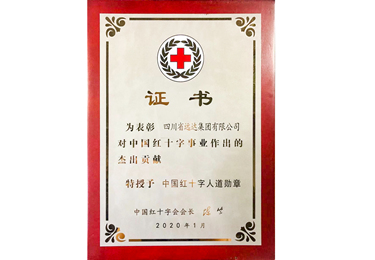 证书
为表彰 四川省通达集团有限公司
对中国红十字事业作出的
杰出贡献
特授予 中国红十字人道勋章
中国红十字会会长
2020年1月